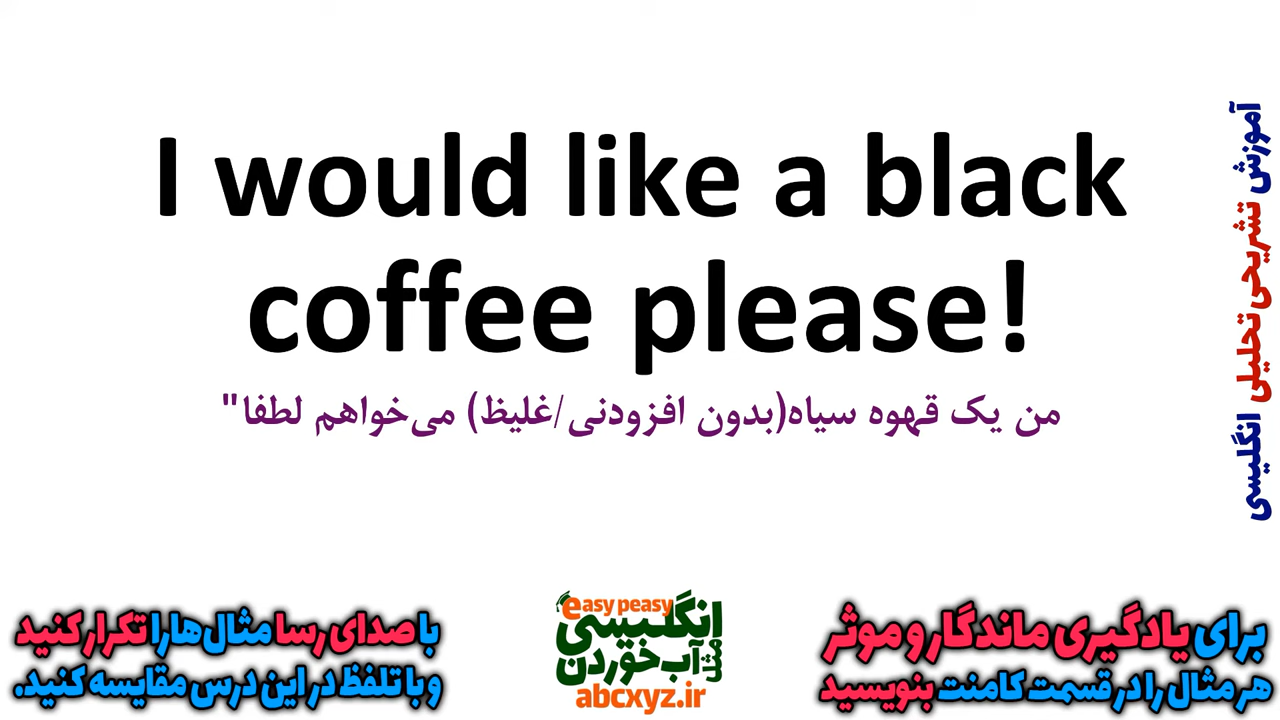 I would like a black
coffee please!
من یک قهوه سیاه(بدون افزودنی/غلیظ) می‌خواهم لطفا"
آموزش تشریحی تحلیلی انگلیسی
برای یادگیری ماندگار و موثر
هر مثال را در قسمت کامنت بنویسید
easy peasy
انگلیسی
مثل آب خوردن
abcxyz.ir
با صدای رسا مثال‌ها را تکرار کنید
و با تلفظ در این درس مقایسه کنید.